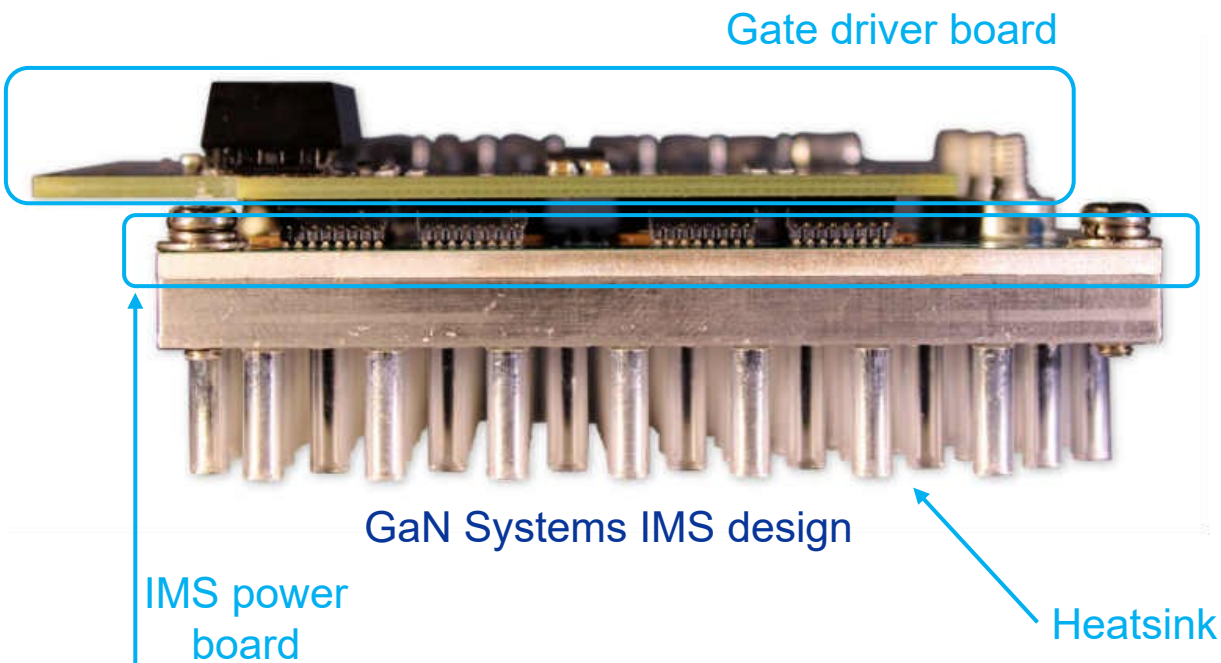 Gate driver board
GaN Systems IMS design
IMS power
board
Heatsink